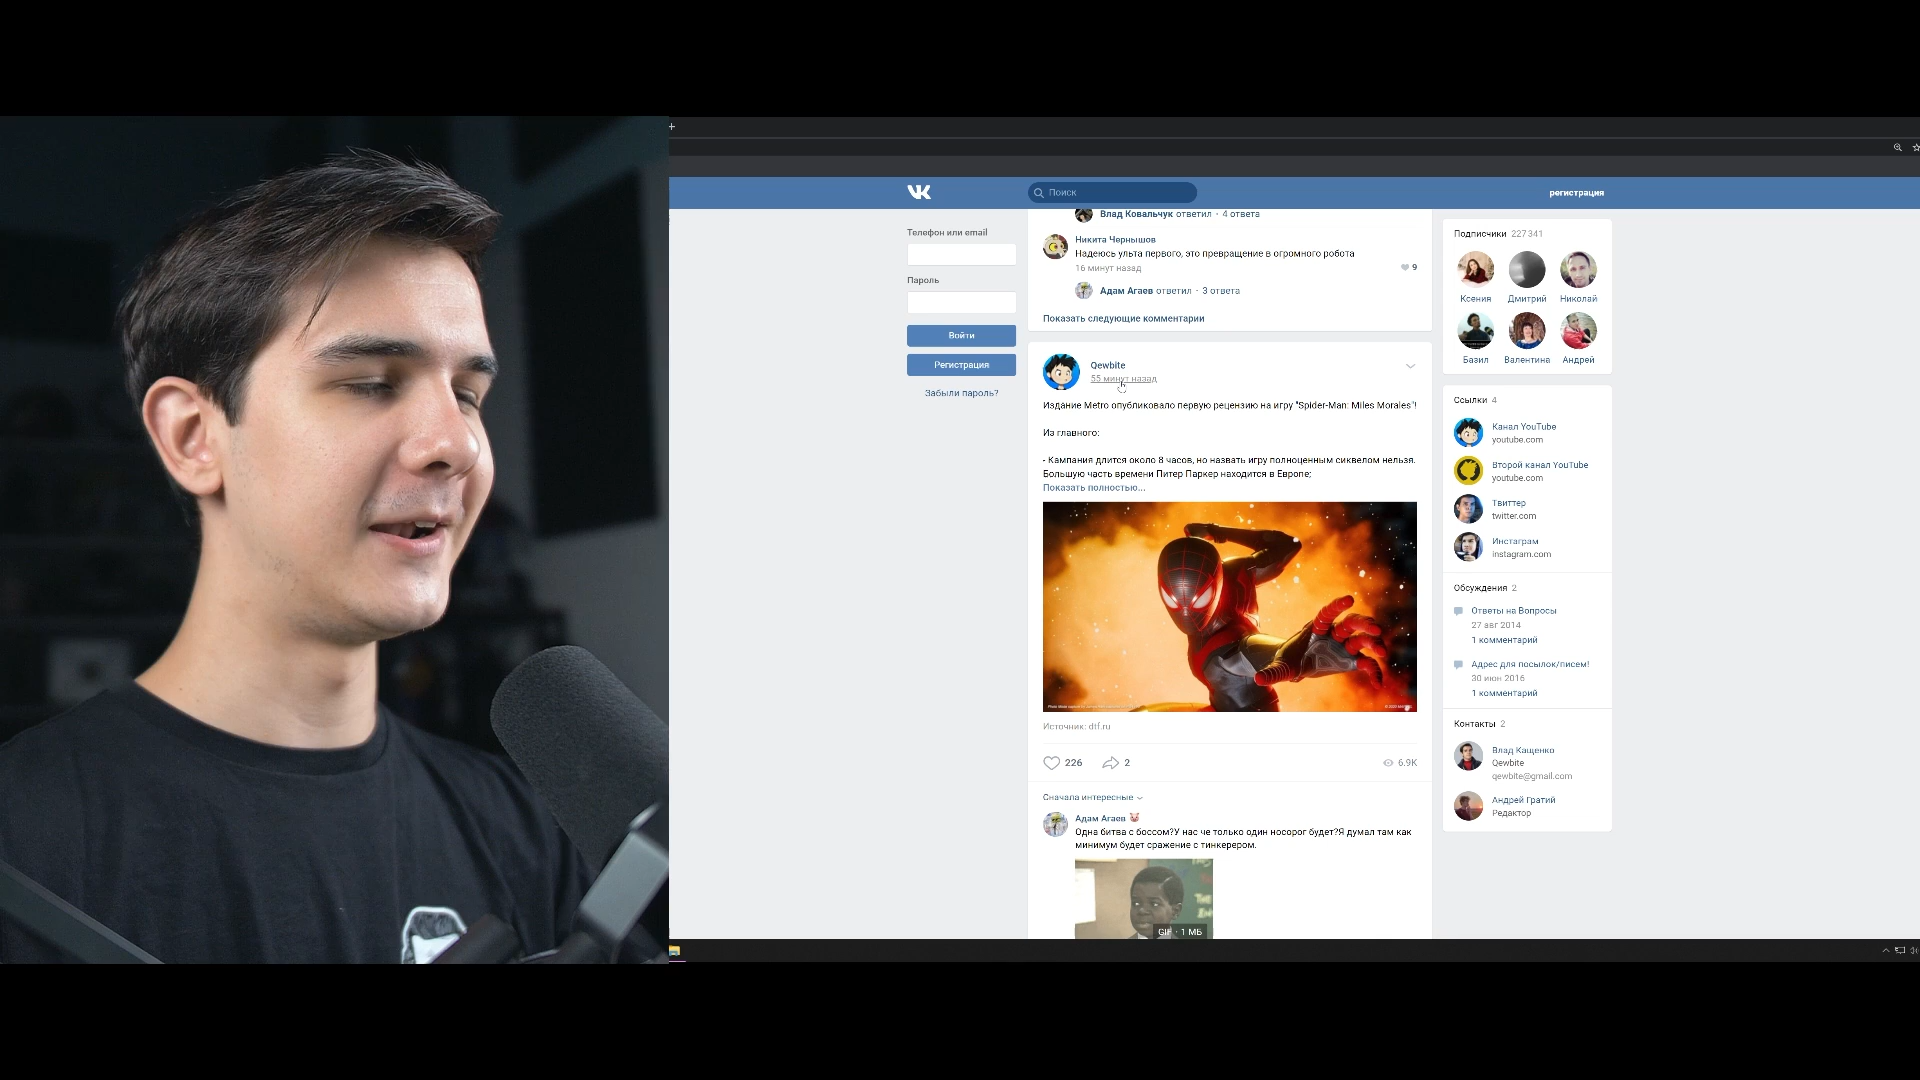 Поиск
регистрация
Телефон или email
Пароль
Войти
Регистрация
Забыли пароль?
Влад Ковальчук ответил · 4 ответа
Никита Чернышов
Надеюсь ульта первого, это превращение в огромного робота
16 минут назад
9
Адам Агаев ответил · 3 ответа
Показать следующие комментарии
Qewbite
55 минут назад
Издание Metro опубликовало первую рецензию на игру "Spider-Man: Miles Morales"!
Из главного:
- Кампания длится около 8 часов, но назвать игру полноценным сиквелом нельзя.
Большую часть времени Питер Паркер находится в Европе;
Показать полностью...
Источник: dtf.ru
226
2
6.9K
Сначала интересные
Адам Агаев
Одна битва с боссом?У нас че только один носорог будет?Я думал там как
минимум будет сражение с тинкерером.
GIF · 1 МБ
Подписчики 227 341
Ксения
Дмитрий
Николай
Базил
Валентина
Андрей
Ссылки 4
Канал YouTube
youtube.com
Второй канал YouTube
youtube.com
Твиттер
twitter.com
Инстаграм
instagram.com
Обсуждения 2
Ответы на Вопросы
27 авг 2014
1 комментарий
Адрес для посылок/писем!
30 июн 2016
1 комментарий
Контакты 2
Влад Кащенко
Qewbite
qewbite@gmail.com
Андрей Гратий
Редактор